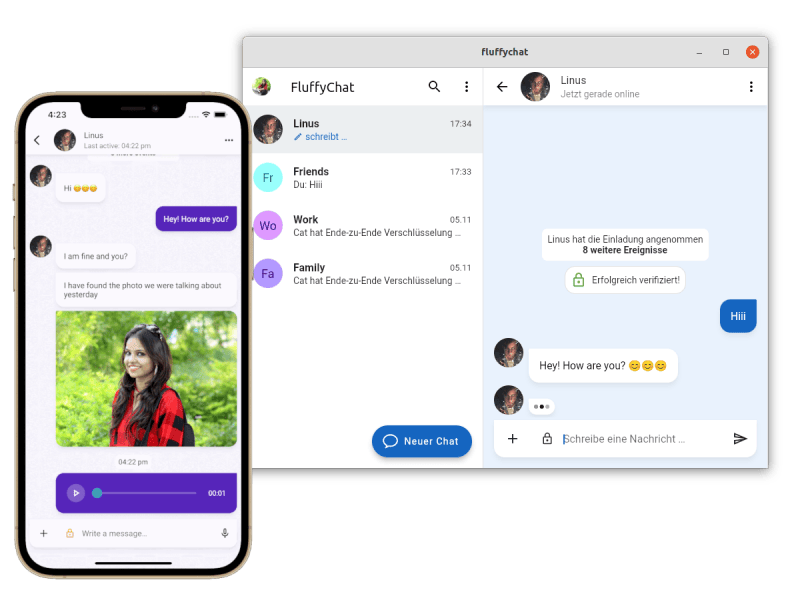 4:23
Linus
Last active: 04:22 pm
Hi 😊😊😊
Hey! How are you?
I am fine and you?
I have found the photo we were talking about
yesterday
04:22 pm
00:01
Write a message...
fluffychat
FluffyChat
Linus
17:34
schreibt …
Fr
Friends
17:33
Du: Hiii
Wo
Work
05.11
Cat hat Ende-zu-Ende Verschlüsselung …
Fa
Family
05.11
Cat hat Ende-zu-Ende Verschlüsselung …
Neuer Chat
Linus
Jetzt gerade online
Linus hat die Einladung angenommen
8 weitere Ereignisse
Erfolgreich verifiziert!
Hiii
Hey! How are you? 😊😊😊
Schreibe eine Nachricht …